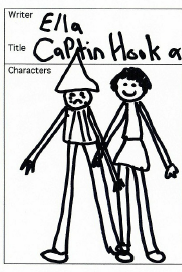 Writer Ella
Title Captin Hook a
Characters